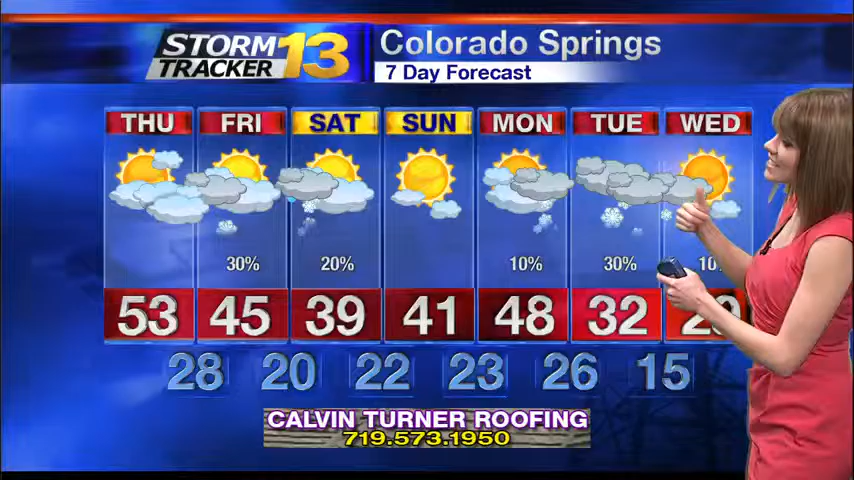 STORM
TRACKER 13
Colorado Springs
7 Day Forecast
THU FRI SAT SUN MON TUE WED
30% 20% 10% 30%
53 45 39 41 48 32
28 20 22 23 26 15
CALVIN TURNER ROOFING
719.573.1950